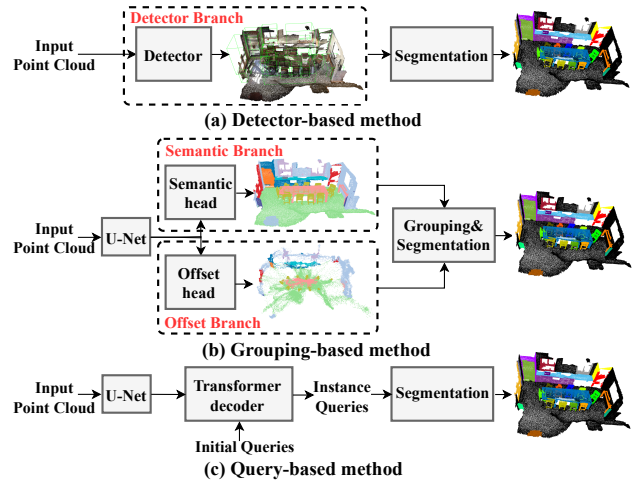 Detector Branch
Input
Point Cloud
Detector
Segmentation
(a) Detector-based method
Semantic Branch
Semantic
head
Input
Point Cloud
U-Net
Grouping&
Segmentation
Offset
head
Offset Branch
(b) Grouping-based method
Input
Point Cloud
U-Net
Transformer
decoder
Instance
Queries
Segmentation
Initial Queries
(c) Query-based method